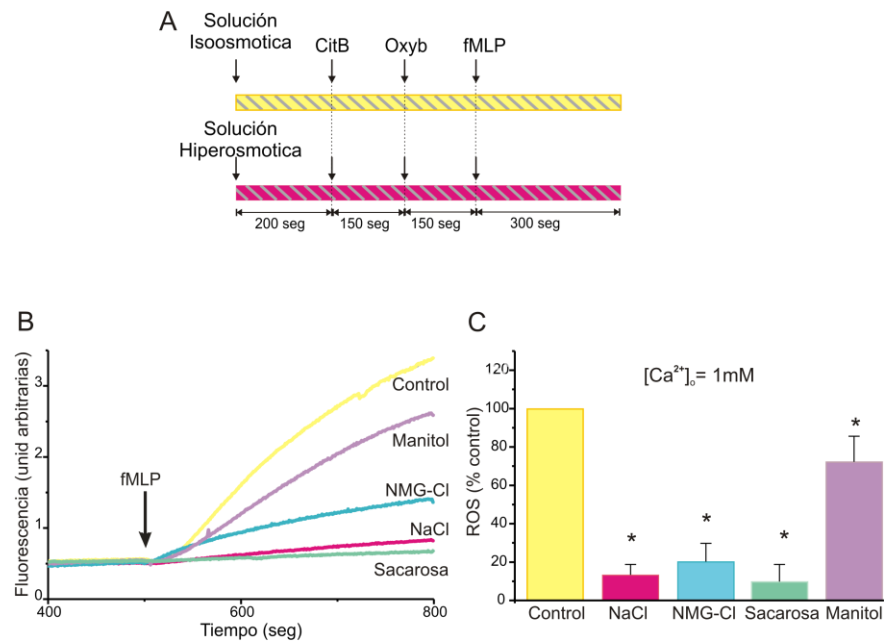 A
Solución
Isoosmotica
CitB
Oxyb
fMLP
Solución
Hiperosmotica
200 seg
150 seg
150 seg
300 seg
B
Fluorescencia (unid arbitrarias)
3
2
1
0
fMLP
Control
Manitol
NMG-Cl
NaCl
Sacarosa
400
600
800
Tiempo (seg)
C
ROS (% control)
120
100
80
60
40
20
0
[Ca²⁺]ₒ= 1mM
*
*
*
*
Control
NaCl
NMG-Cl
Sacarosa
Manitol